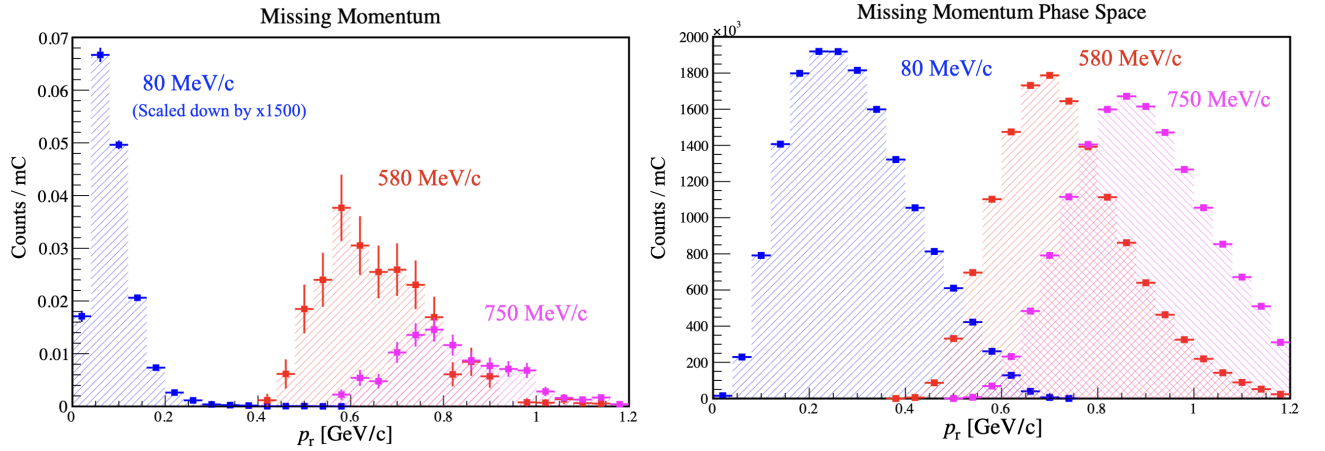 Missing Momentum
0.07
0.06
0.05
0.04
0.03
0.02
0.01
0
Counts / mC
80 MeV/c
(Scaled down by x1500)
580 MeV/c
750 MeV/c
0 0.2 0.4 0.6 0.8 1 1.2
pr [GeV/c]
Missing Momentum Phase Space
×10³
2000
1800
1600
1400
1200
1000
800
600
400
200
0
Counts / mC
80 MeV/c
580 MeV/c
750 MeV/c
0 0.2 0.4 0.6 0.8 1 1.2
pr [GeV/c]